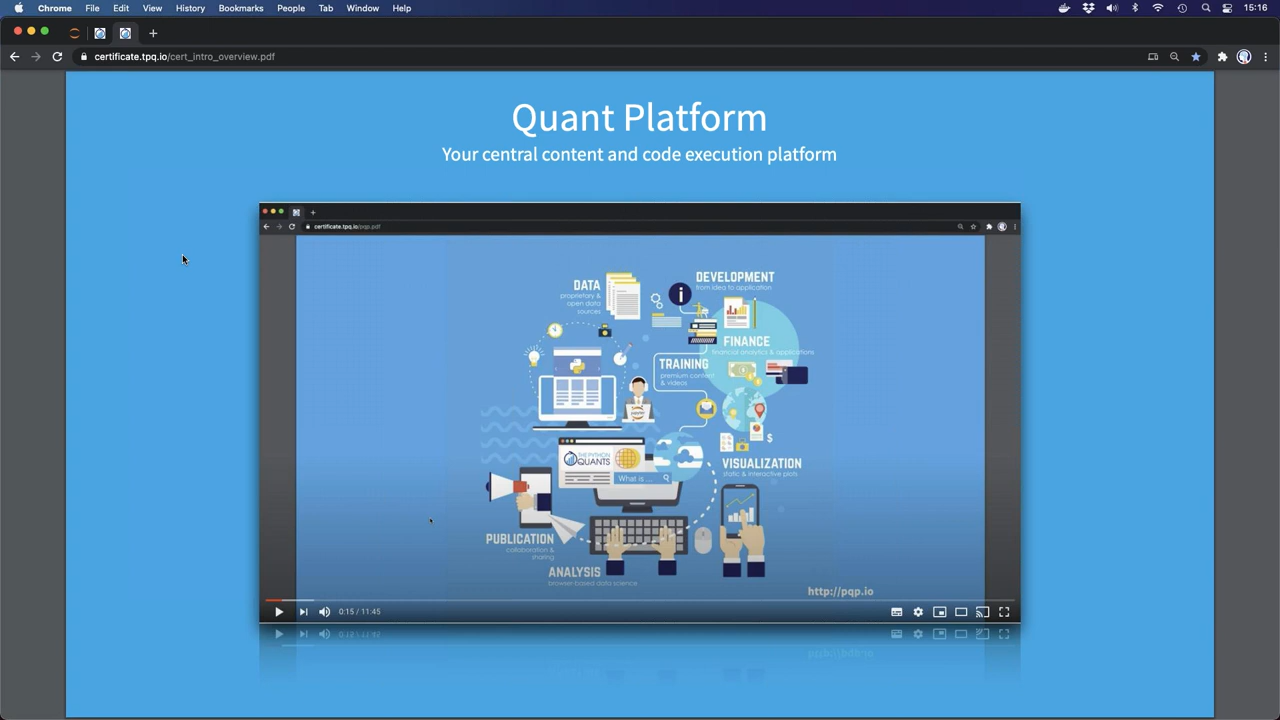 Chrome File Edit View History Bookmarks People Tab Window Help 15:16
certificate.tpq.io/cert_intro_overview.pdf
Quant Platform
Your central content and code execution platform
certificate.tpq.io/pqp.pdf
DATA
proprietary &
open data
sources
DEVELOPMENT
from idea to application
FINANCE
financial analytics & applications
TRAINING
premium content
& videos
$
THE PYTHON
QUANTS
What is ...
VISUALIZATION
static & interactive plots
PUBLICATION
collaboration &
sharing
ANALYSIS
browser-based data science
http://pqp.io
0:15 / 11:45